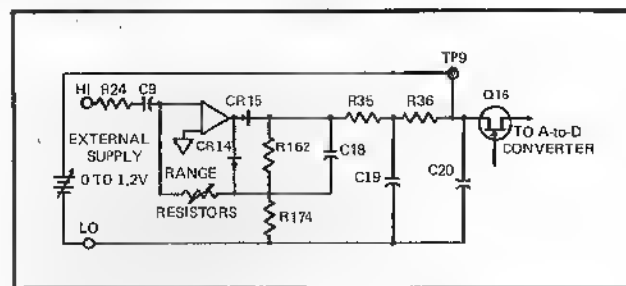 TP9
HI R24 C9 CR15 R35 R36 Q16
EXTERNAL
SUPPLY
0 TO 1.2V
CR14
RANGE
RESISTORS
R162
C18
C19
C20
TO A-to-D
CONVERTER
R174
LO